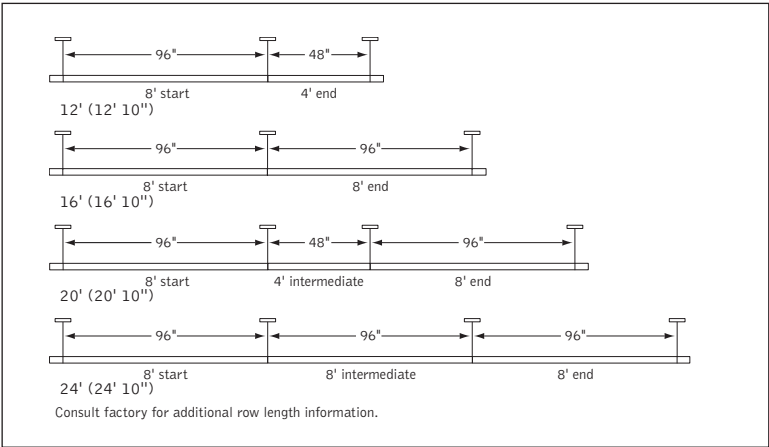 96" 48"
8' start 4' end
12' (12' 10")
96" 96"
8' start 8' end
16' (16' 10")
96" 48" 96"
8' start 4' intermediate 8' end
20' (20' 10")
96" 96" 96"
8' start 8' intermediate 8' end
24' (24' 10")
Consult factory for additional row length information.